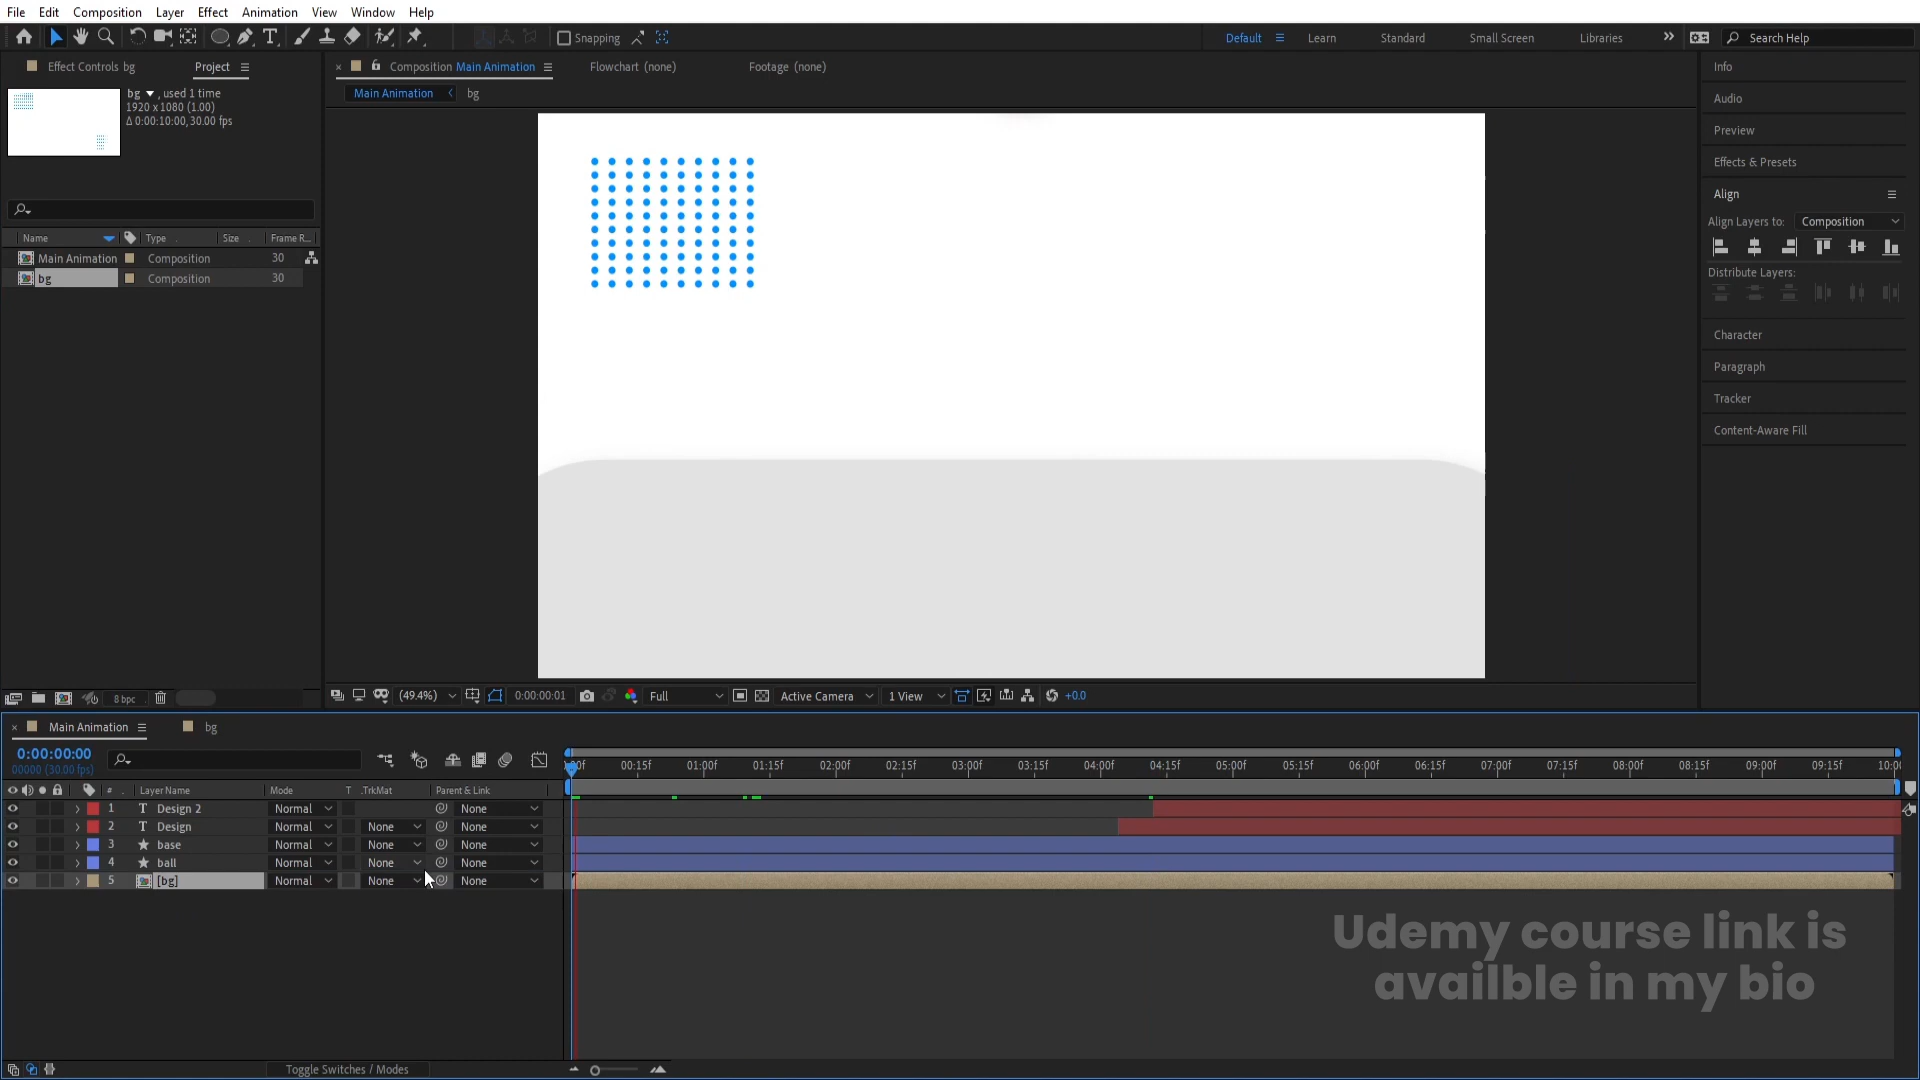 File Edit Composition Layer Effect Animation View Window Help
Snapping Default Learn Standard Small Screen Libraries Search Help
Effect Controls bg Project
Composition Main Animation Flowchart (none) Footage (none)
Main Animation bg
bg , used 1 time
1920 x 1080 (1.00)
Δ 0:00:10:00, 30.00 fps
Name Type Size Frame R...
Main Animation Composition 30
bg Composition 30
8 bpc
(49.4%) 0:00:00:01 Full Active Camera 1 View +0.0
Info
Audio
Preview
Effects & Presets
Align
Align Layers to: Composition
Distribute Layers:
Character
Paragraph
Tracker
Content-Aware Fill
Main Animation bg
0:00:00:00
00000 (30.00 fps)
:00f 00:15f 01:00f 01:15f 02:00f 02:15f 03:00f 03:15f 04:00f 04:15f 05:00f 05:15f 06:00f 06:15f 07:00f 07:15f 08:00f 08:15f 09:00f 09:15f 10:0
# Layer Name Mode T .TrkMat Parent & Link
1 T Design 2 Normal None
2 T Design Normal None None
3 base Normal None None
4 ball Normal None None
5 [bg] Normal None None
Udemy course link is
availble in my bio
Toggle Switches / Modes